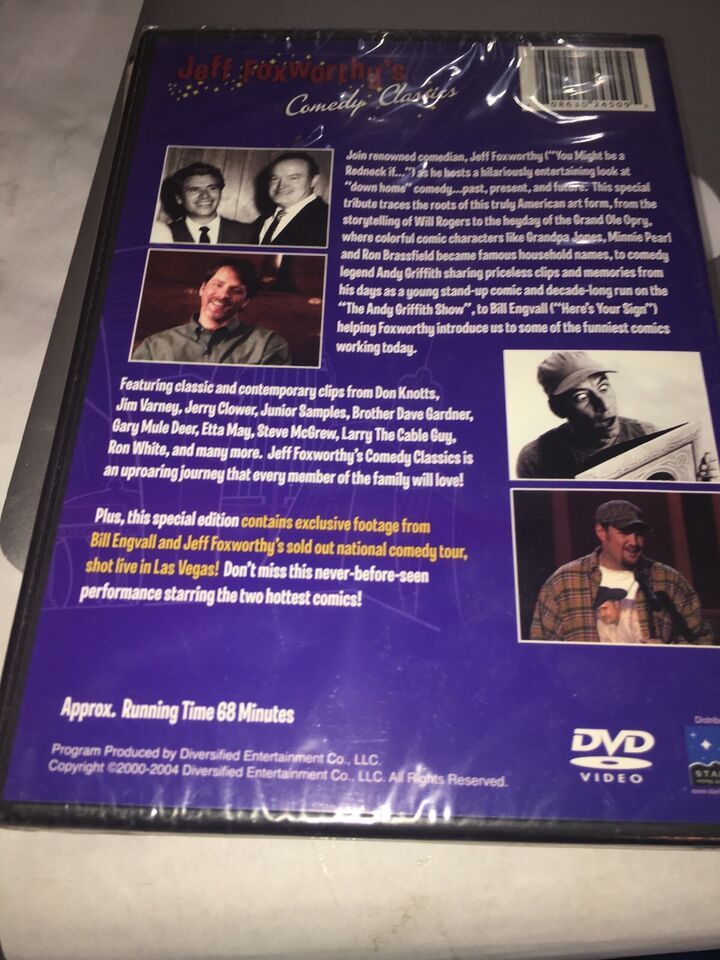 Jeff Foxworthy's
Comedy Classics
Join renowned comedian, Jeff Foxworthy ("You Might be a
Redneck if...") as he hosts a hilariously entertaining look at
"down home" comedy...past, present, and future. This special
tribute traces the roots of this truly American art form, from the
storytelling of Will Rogers to the heyday of the Grand Ole Opry,
where colorful comic characters like Grandpa Jones, Minnie Pearl
and Ron Brassfield became famous household names, to comedy
legend Andy Griffith sharing priceless clips and memories from
his days as a young stand-up comic and decade-long run on the
"The Andy Griffith Show", to Bill Engvall ("Here's Your Sign")
helping Foxworthy introduce us to some of the funniest comics
working today.
Featuring classic and contemporary clips from Don Knotts,
Jim Varney, Jerry Clower, Junior Samples, Brother Dave Gardner,
Gary Mule Deer, Etta May, Steve McGrew, Larry The Cable Guy,
Ron White, and many more. Jeff Foxworthy's Comedy Classics is
an uproaring journey that every member of the family will love!
Plus, this special edition contains exclusive footage from
Bill Engvall and Jeff Foxworthy's sold out national comedy tour,
shot live in Las Vegas! Don't miss this never-before-seen
performance starring the two hottest comics!
Approx. Running Time 68 Minutes
Program Produced by Diversified Entertainment Co., LLC.
Copyright ©2000-2004 Diversified Entertainment Co., LLC. All Rights Reserved.
DVD
VIDEO